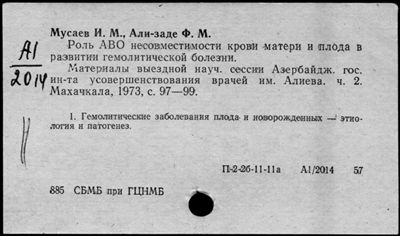 Мусаев И. М., Али-заде Ф. М.
А1
2014
Роль АВО несовместимости крови матери и плода в
развитии гемолитической болезни.
Материалы выездной науч. сессии Азербайдж. гос.
ин-та усовершенствования врачей им. Алиева. ч. 2.
Махачкала, 1973, с. 97—99.
1. Гемолитические заболевания плода и новорожденных — этио-
логия и патогенез.
П-2-2б-11-11а А1/2014 57
885 СБМБ при ГЦНМБ